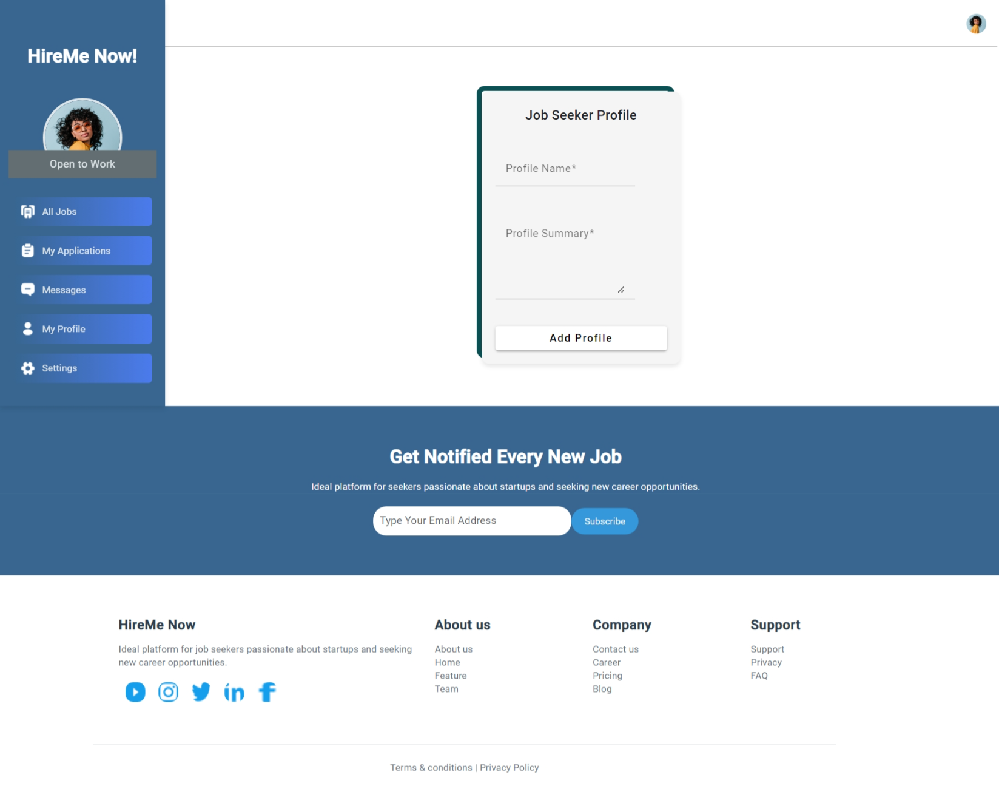 HireMe Now!
Open to Work
All Jobs
My Applications
Messages
My Profile
Settings
Job Seeker Profile
Profile Name*
Profile Summary*
Add Profile
Get Notified Every New Job
Ideal platform for seekers passionate about startups and seeking new career opportunities.
Type Your Email Address
Subscribe
HireMe Now
Ideal platform for job seekers passionate about startups and seeking
new career opportunities.
About us
About us
Home
Feature
Team
Company
Contact us
Career
Pricing
Blog
Support
Support
Privacy
FAQ
Terms & conditions | Privacy Policy